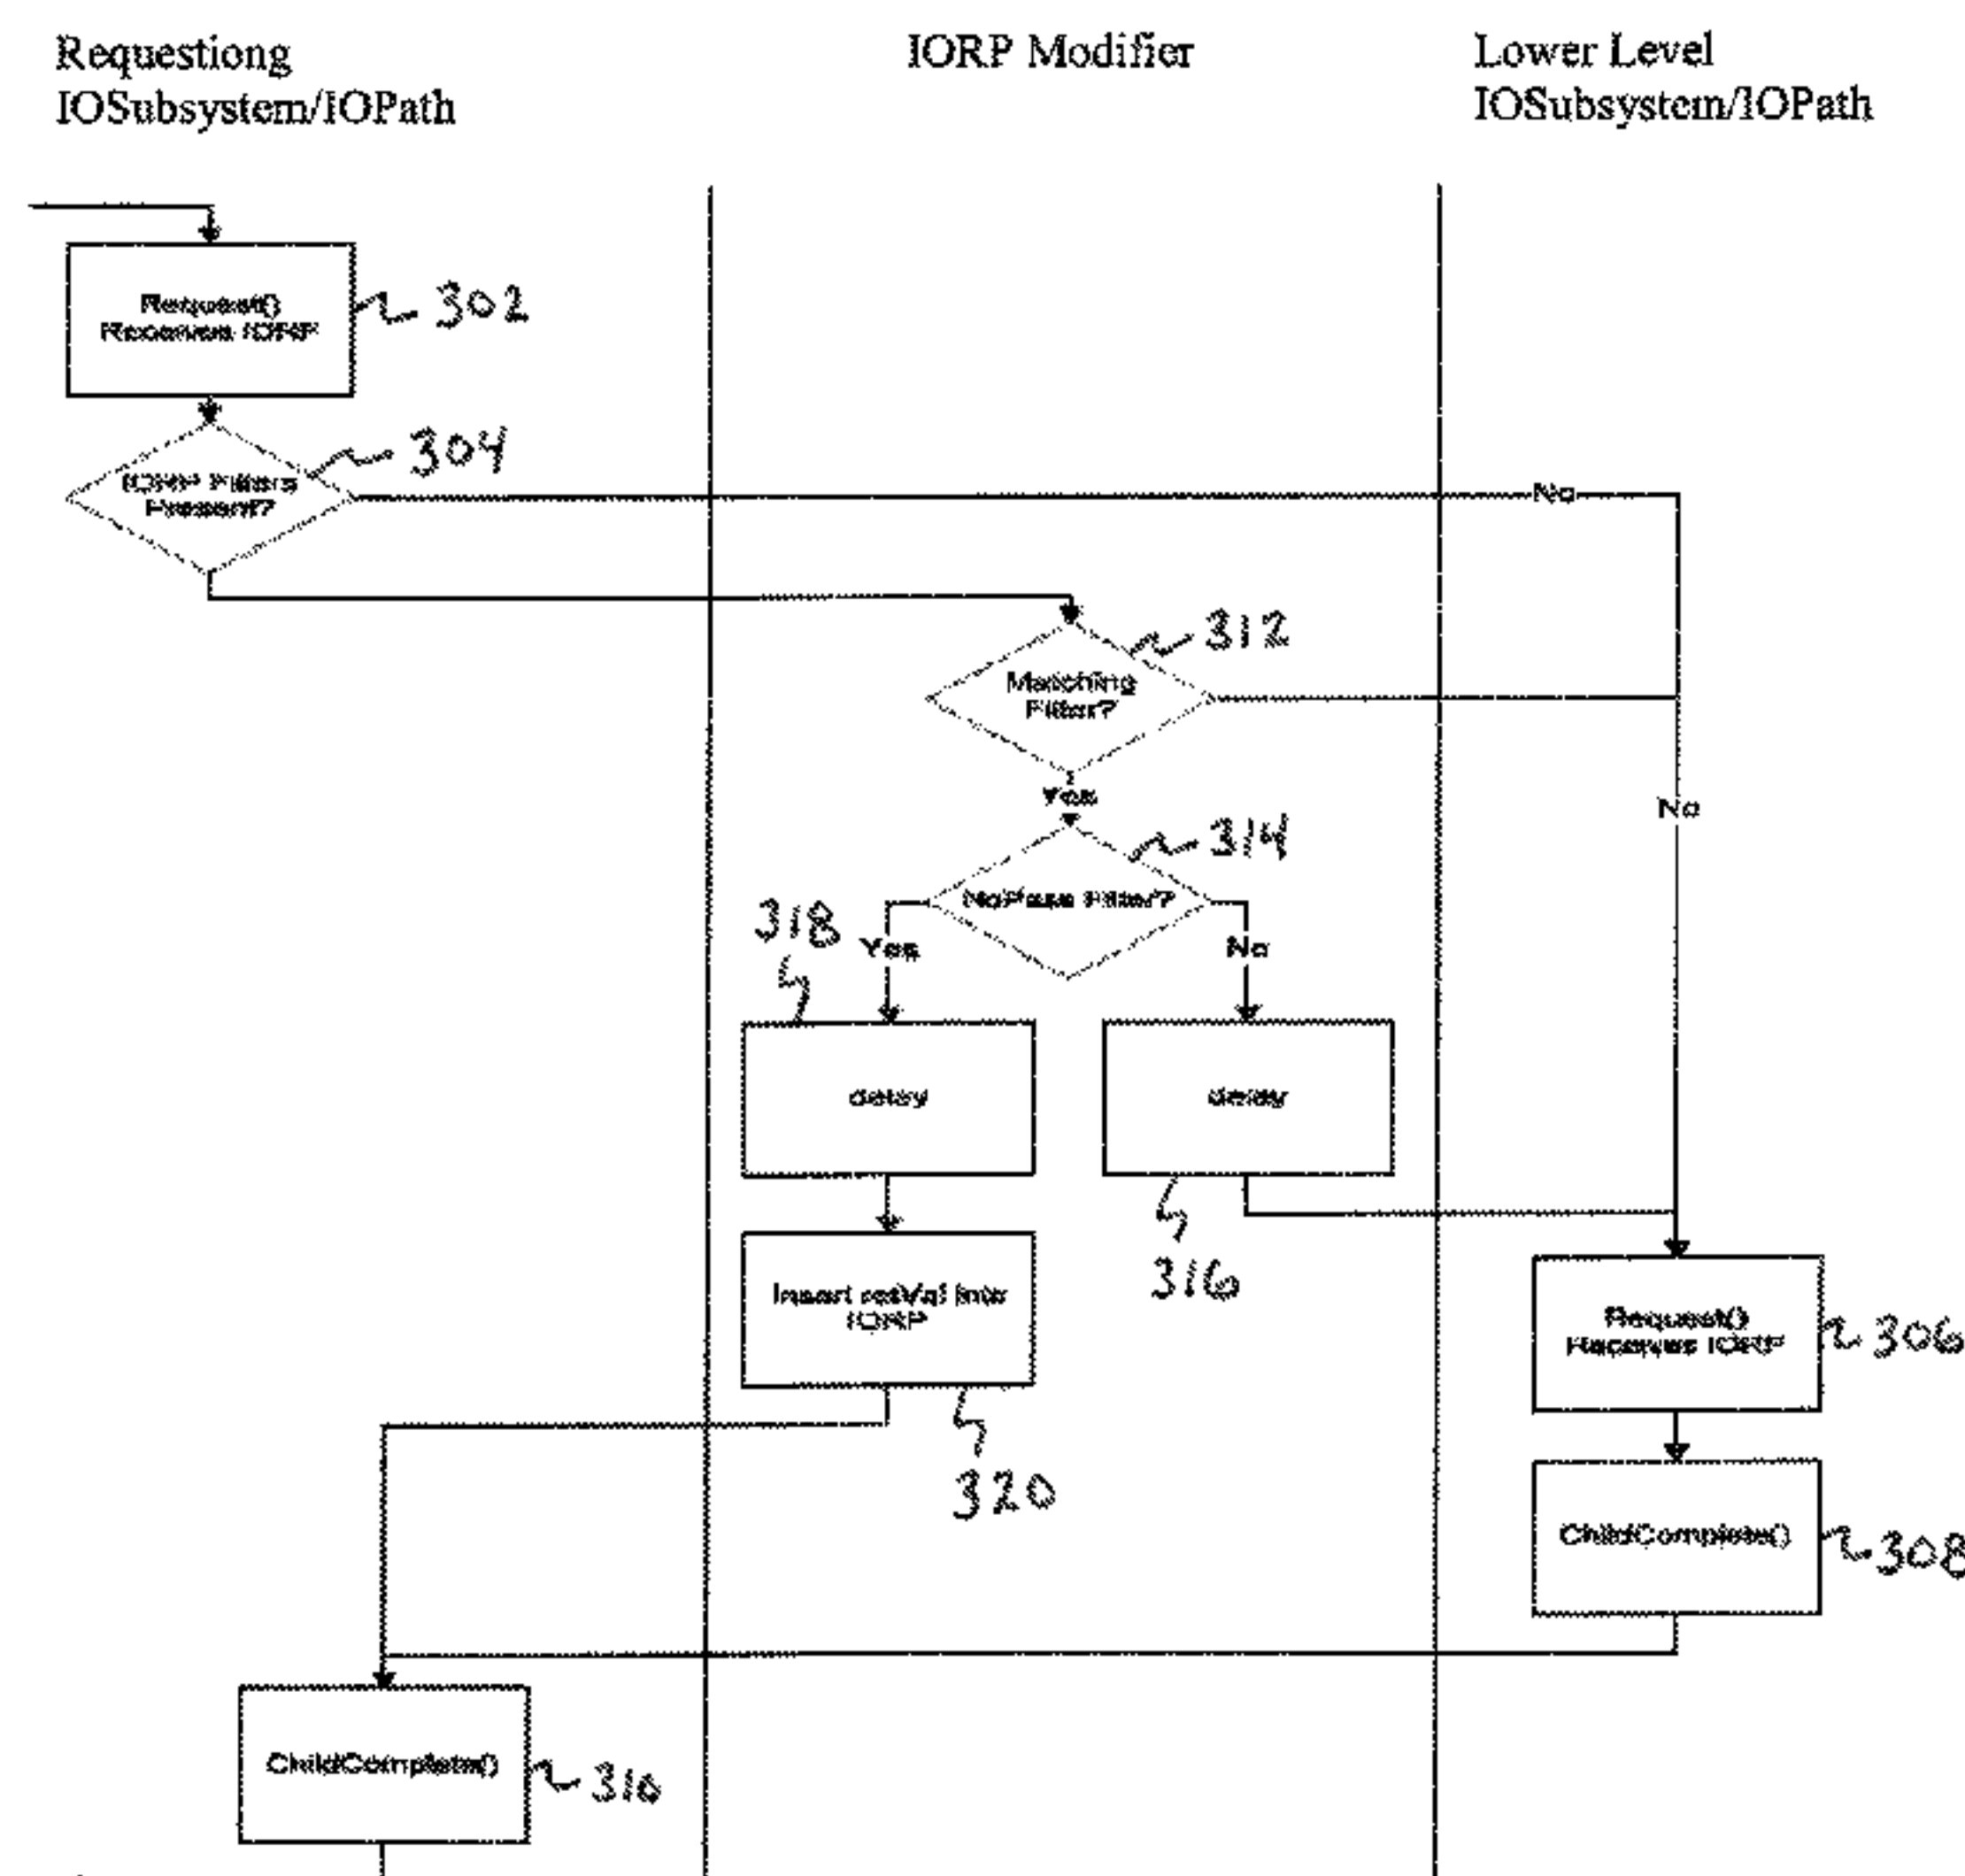 Requestiong
IOSubsystem/IOPath
IORP Modifier
Lower Level
IOSubsystem/IOPath
Request()
Receives IORP
302
304
IORP Filters
Present?
No
312
Matching
Filter?
Yes
No
314
NoPass Filter?
318
Yes
No
delay
delay
316
Insert retVal into
IORP
Request()
Receives IORP
306
320
ChildComplete()
308
ChildComplete()
310